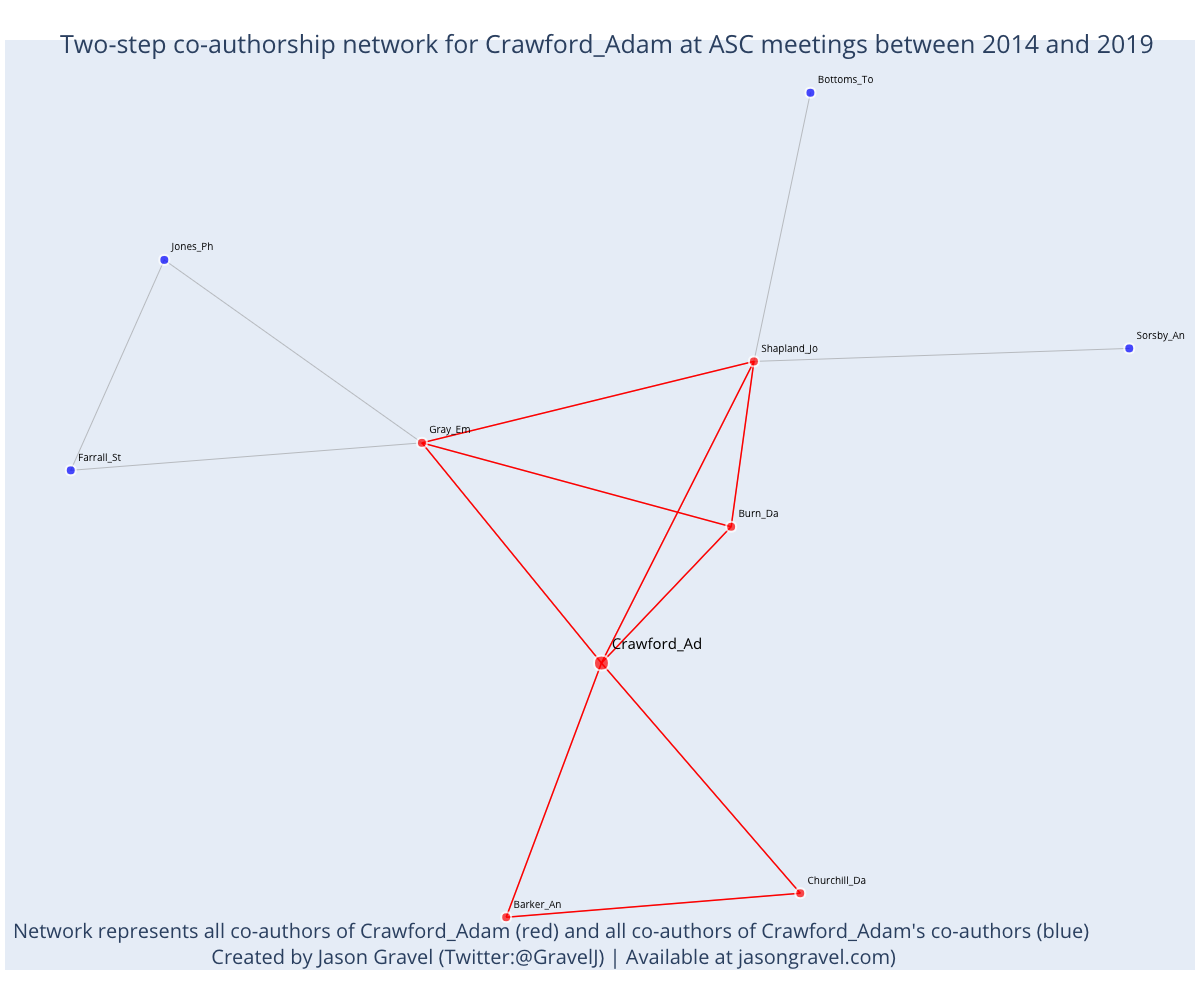 Two-step co-authorship network for Crawford_Adam at ASC meetings between 2014 and 2019
Bottoms_To
Jones_Ph
Sorsby_An
Shapland_Jo
Gray_Em
Farrall_St
Burn_Da
Crawford_Ad
Churchill_Da
Barker_An
Network represents all co-authors of Crawford_Adam (red) and all co-authors of Crawford_Adam's co-authors (blue)
Created by Jason Gravel (Twitter:@GravelJ) | Available at jasongravel.com)